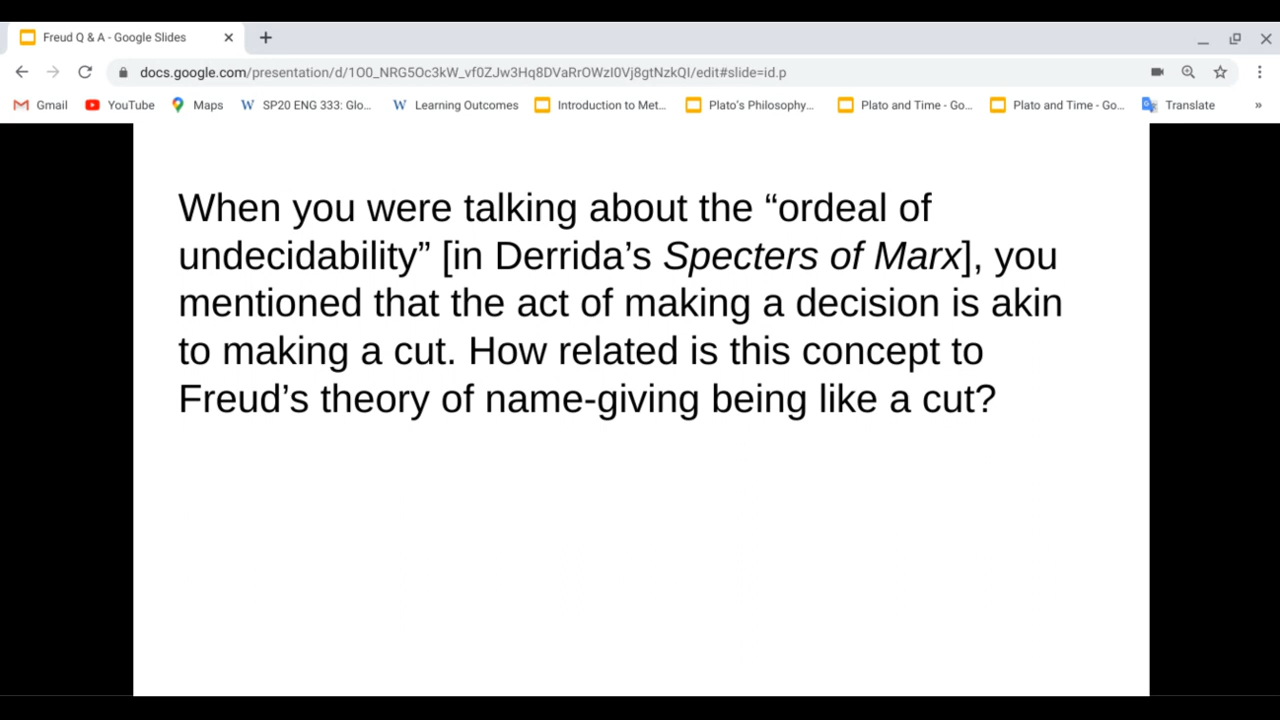 Freud Q & A - Google Slides
docs.google.com/presentation/d/1O0_NRG5Oc3kW_vf0ZJw3Hq8DVaRrOWzI0Vj8gtNzkQI/edit#slide=id.p
Gmail YouTube Maps SP20 ENG 333: Glo... Learning Outcomes Introduction to Met... Plato's Philosophy... Plato and Time - Go... Plato and Time - Go... Translate »
When you were talking about the “ordeal of
undecidability” [in Derrida’s Specters of Marx], you
mentioned that the act of making a decision is akin
to making a cut. How related is this concept to
Freud’s theory of name-giving being like a cut?